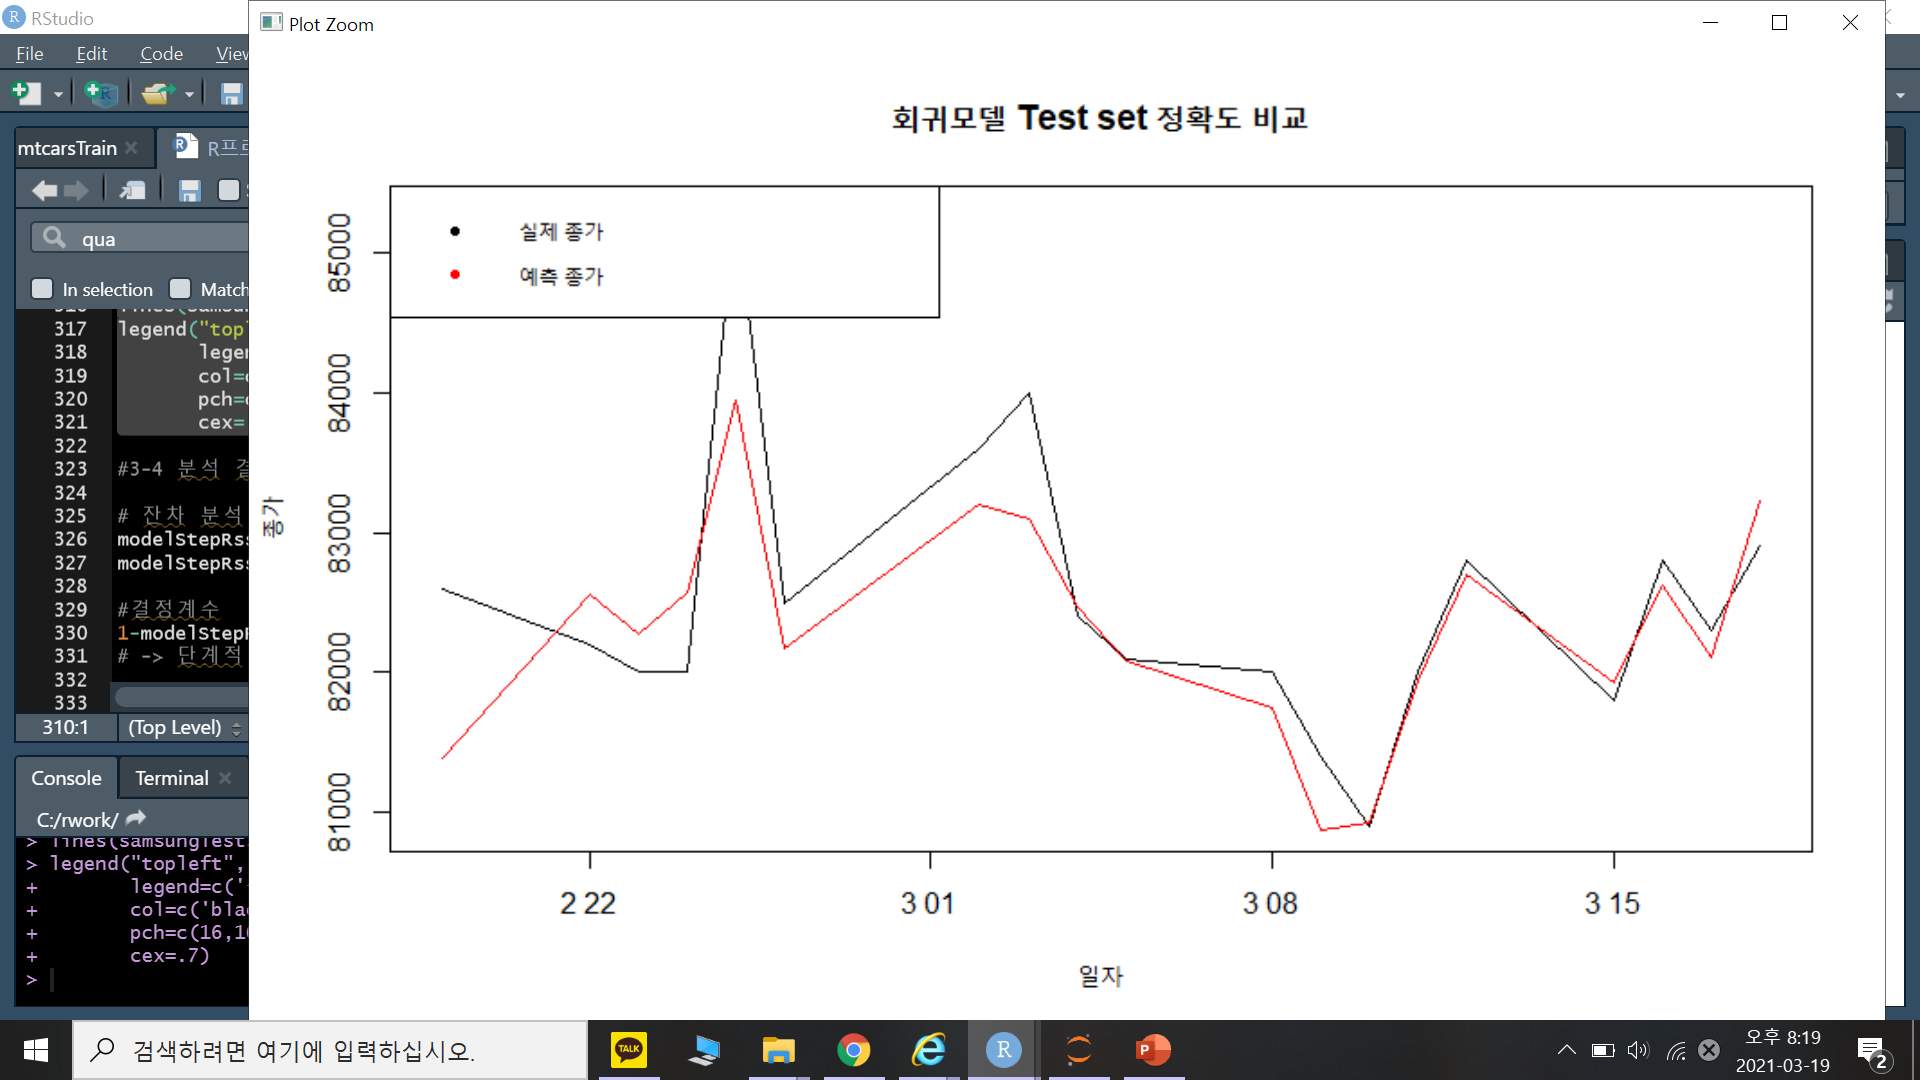 RStudio
Plot Zoom
File Edit Code View
mtcarsTrain
qua
In selection Match
317 legend("top
318 legen
319 col=
320 pch=
321 cex=
322
323 #3-4 분석
324
325 # 잔차 분석
326 modelStepRs
327 modelStepRs
328
329 #결정계수
330 1-modelStep
331 # -> 단계적
332
333
310:1 (Top Level)
Console Terminal
C:/rwork/
> lines(samsungTest
> legend("topleft",
+ legend=c('
+ col=c('bla
+ pch=c(16,1
+ cex=.7)
>
회귀모델 Test set 정확도 비교
실제 종가
예측 종가
종가
85000
84000
83000
82000
81000
2 22 3 01 3 08 3 15
일자
검색하려면 여기에 입력하십시오.
TALK
오후 8:19
2021-03-19
2